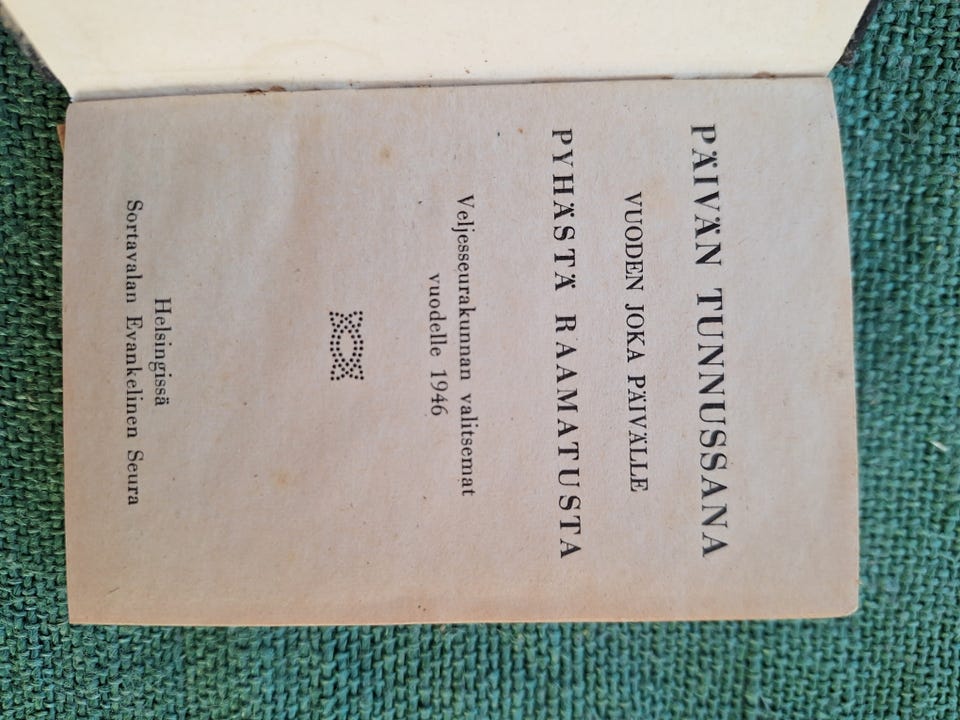 PÄIVÄN TUNNUSSANA
VUODEN JOKA PÄIVÄLLE
PYHÄSTÄ RAAMATUSTA
Veljesseurakunnan valitsemat
vuodelle 1946
Helsingissä
Sortavalan Evankelinen Seura